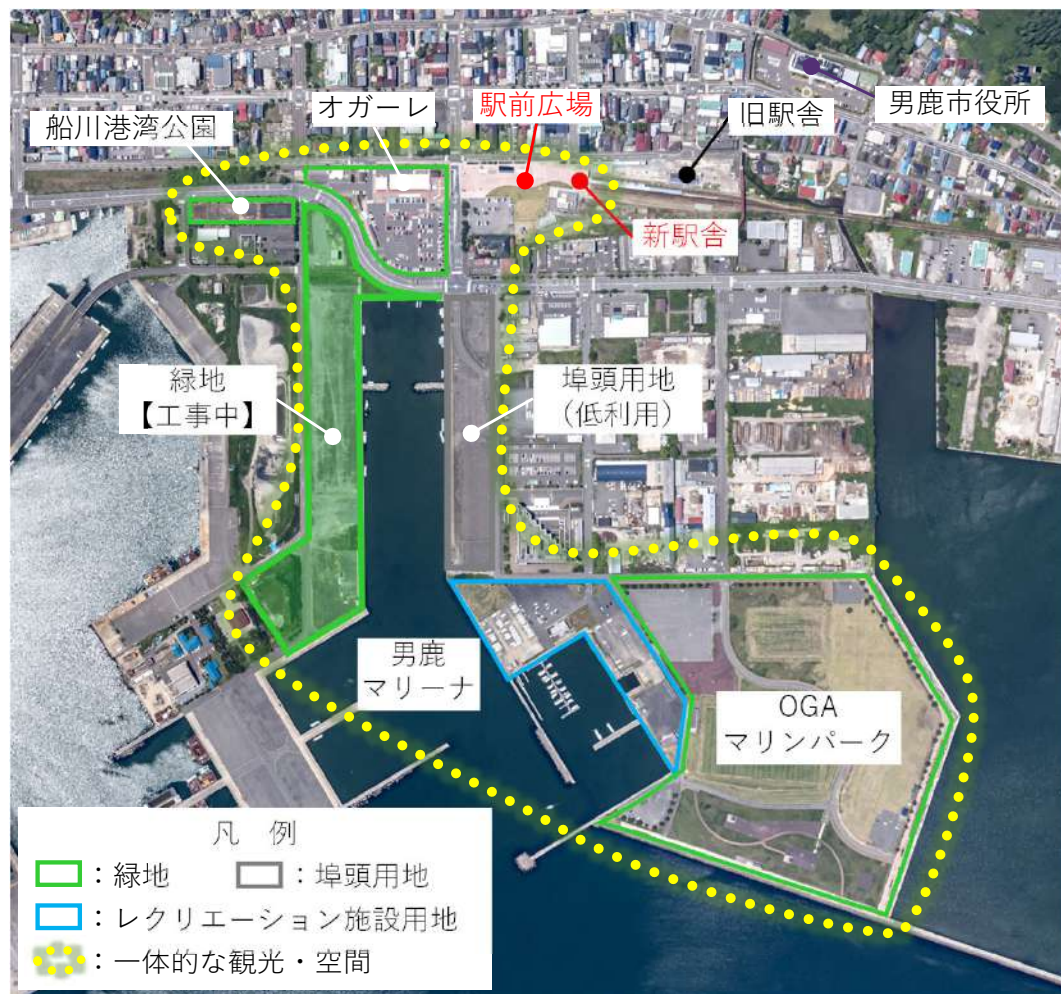 船川港湾公園
オガーレ
駅前広場
旧駅舎
男鹿市役所
新駅舎
緑地
【工事中】
埠頭用地
(低利用)
男鹿
マリーナ
OGA
マリンパーク
凡 例
：緑地
：埠頭用地
：レクリエーション施設用地
：一体的な観光・空間